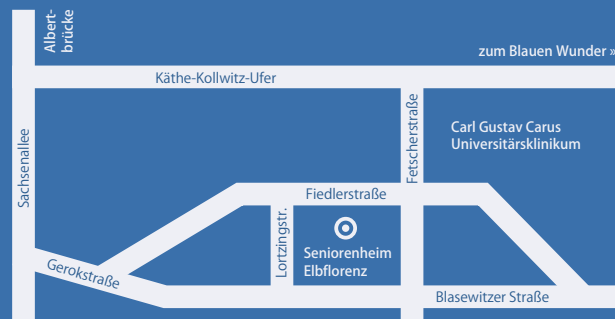 Albert-
brücke
zum Blauen Wunder »
Käthe-Kollwitz-Ufer
Sachsenallee
Fetscherstraße
Carl Gustav Carus
Universitärsklinikum
Fiedlerstraße
Lortzingstr.
Seniorenheim
Elbflorenz
Gerokstraße
Blasewitzer Straße